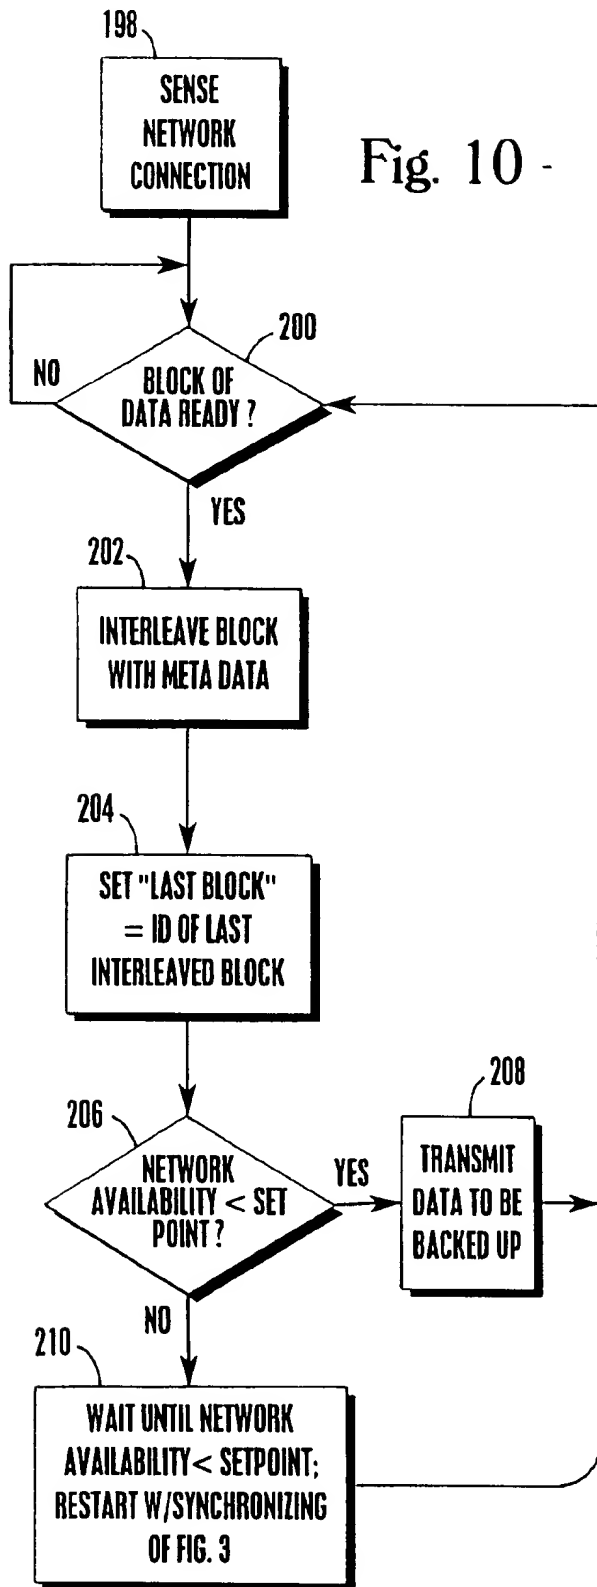 198
SENSE
NETWORK
CONNECTION
Fig. 10 -
200
NO
BLOCK OF
DATA READY ?
YES
202
INTERLEAVE BLOCK
WITH META DATA
204
SET "LAST BLOCK"
= ID OF LAST
INTERLEAVED BLOCK
206
NETWORK
AVAILABILITY < SET
POINT ?
YES
208
TRANSMIT
DATA TO BE
BACKED UP
NO
210
WAIT UNTIL NETWORK
AVAILABILITY< SETPOINT;
RESTART W/SYNCHRONIZING
OF FIG. 3